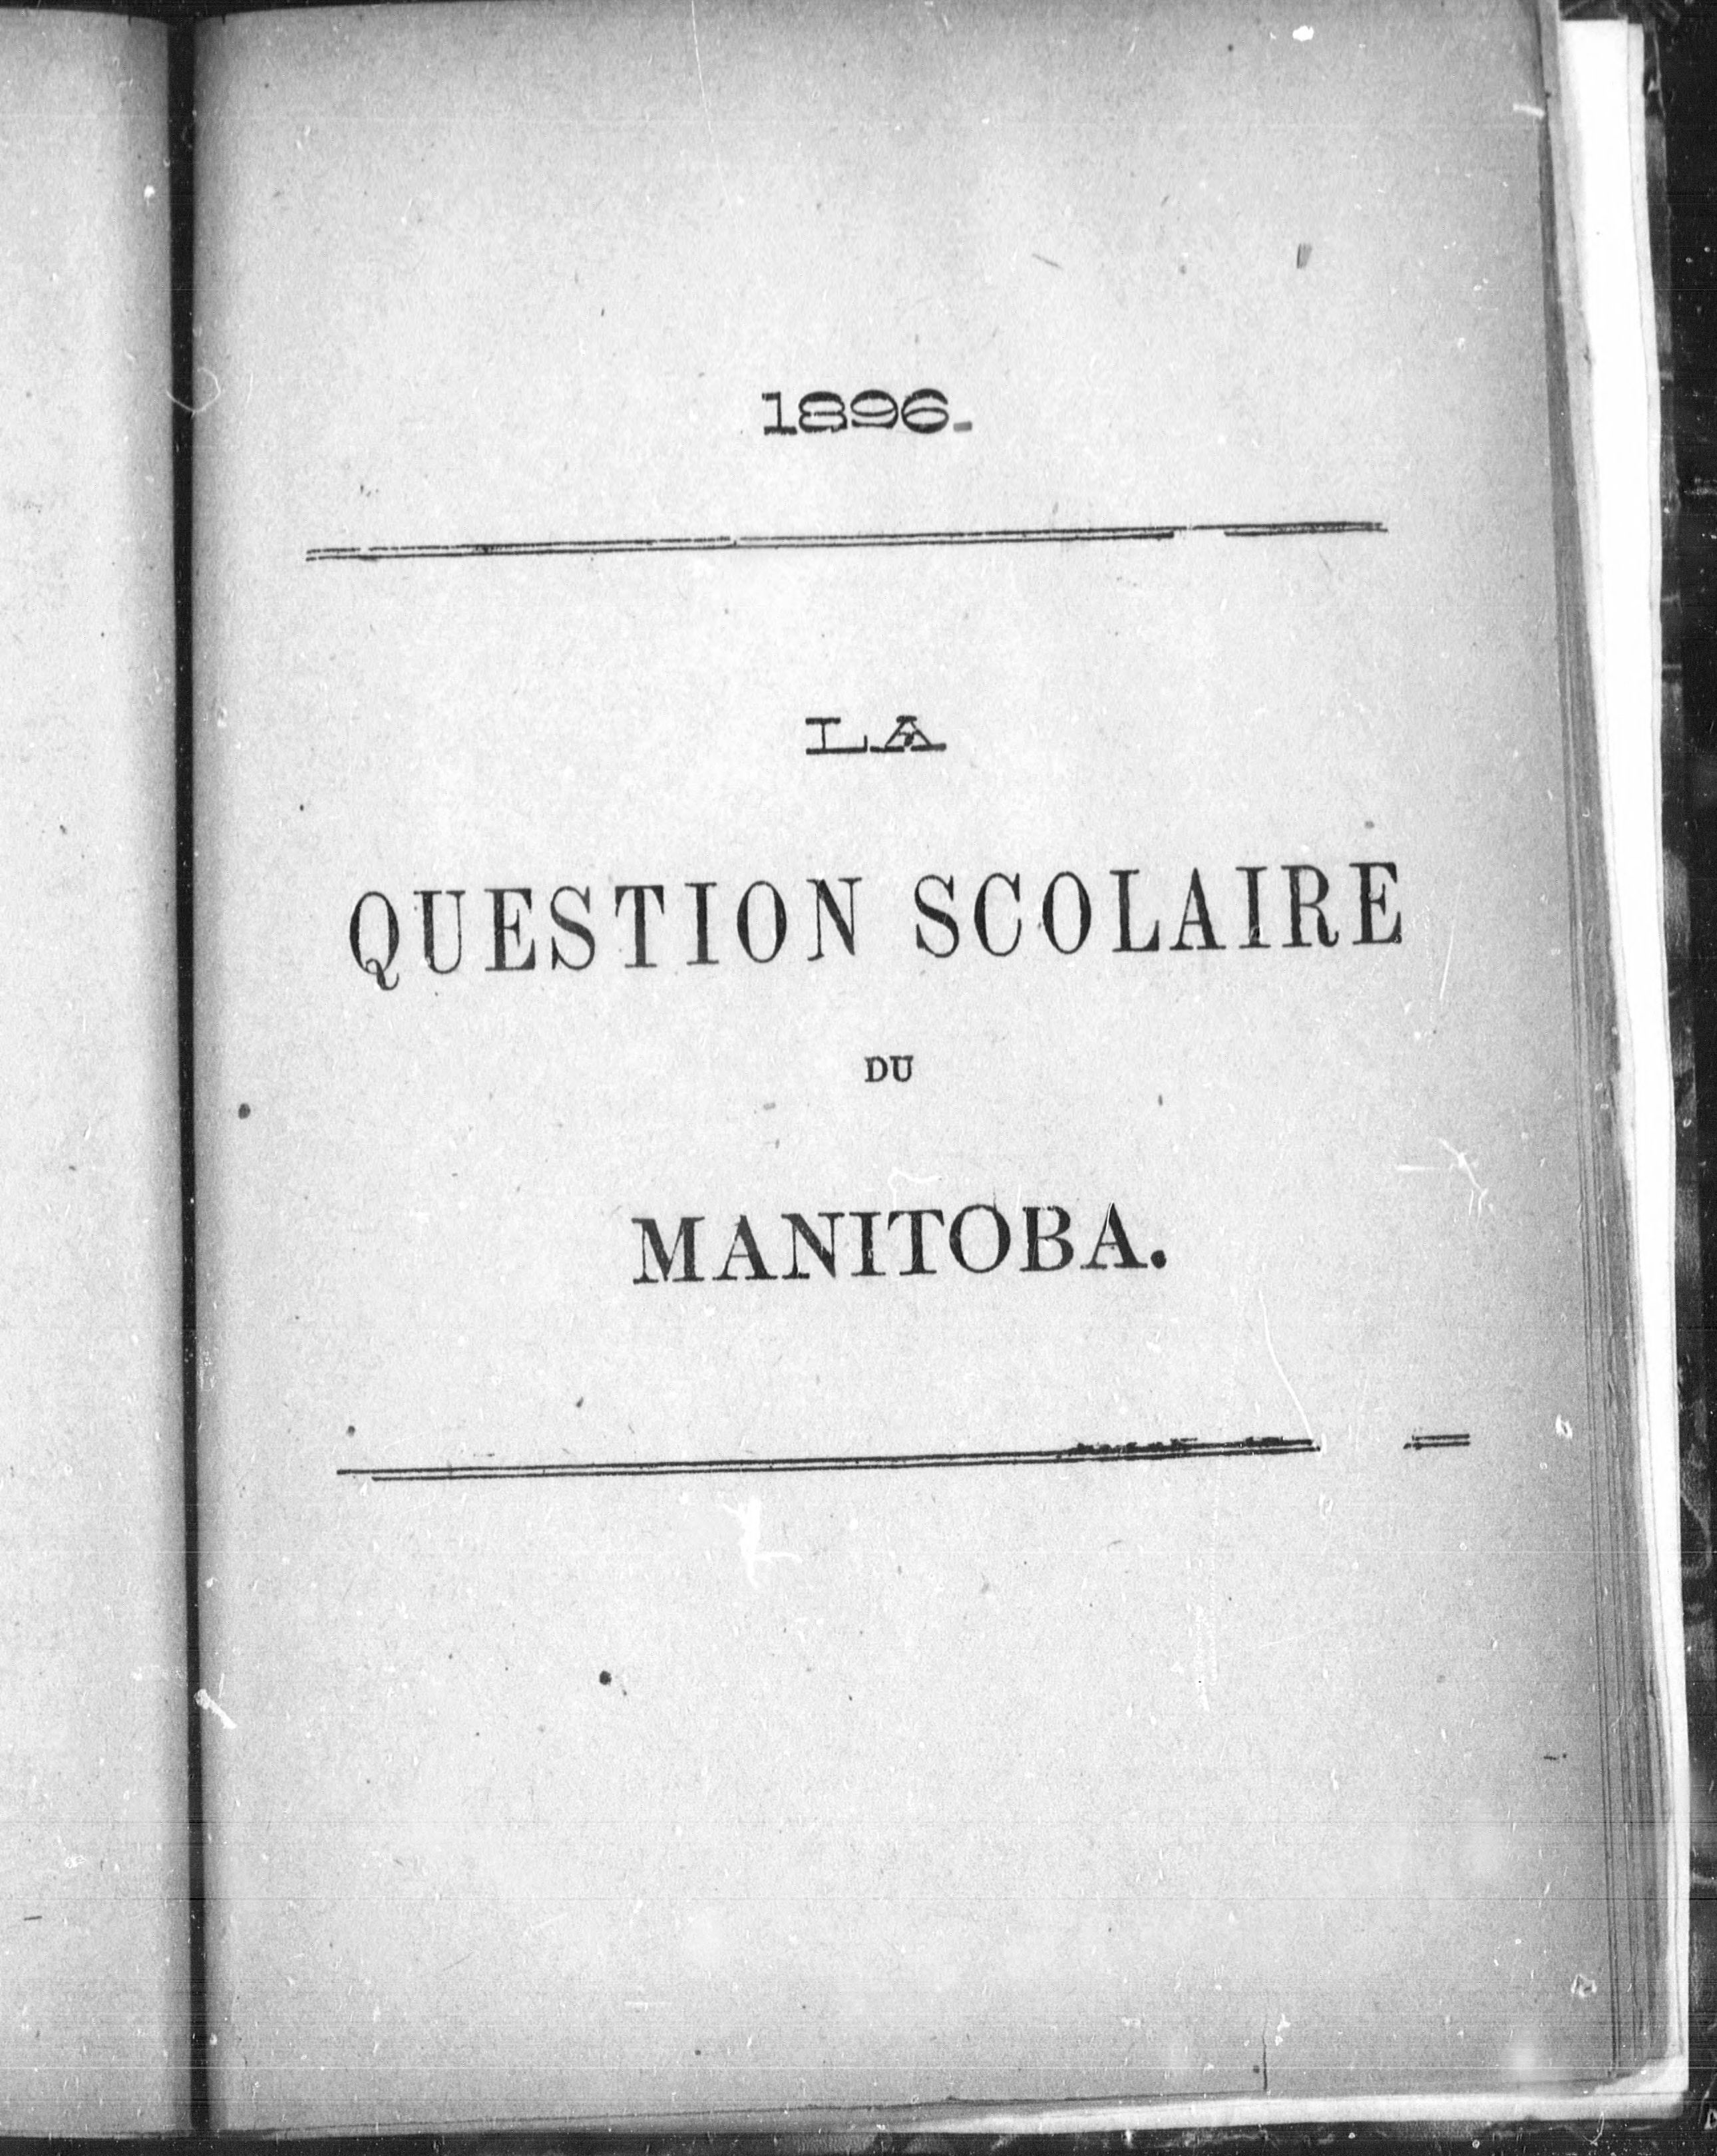 1896.
LA
QUESTION SCOLAIRE
DU
MANITOBA.